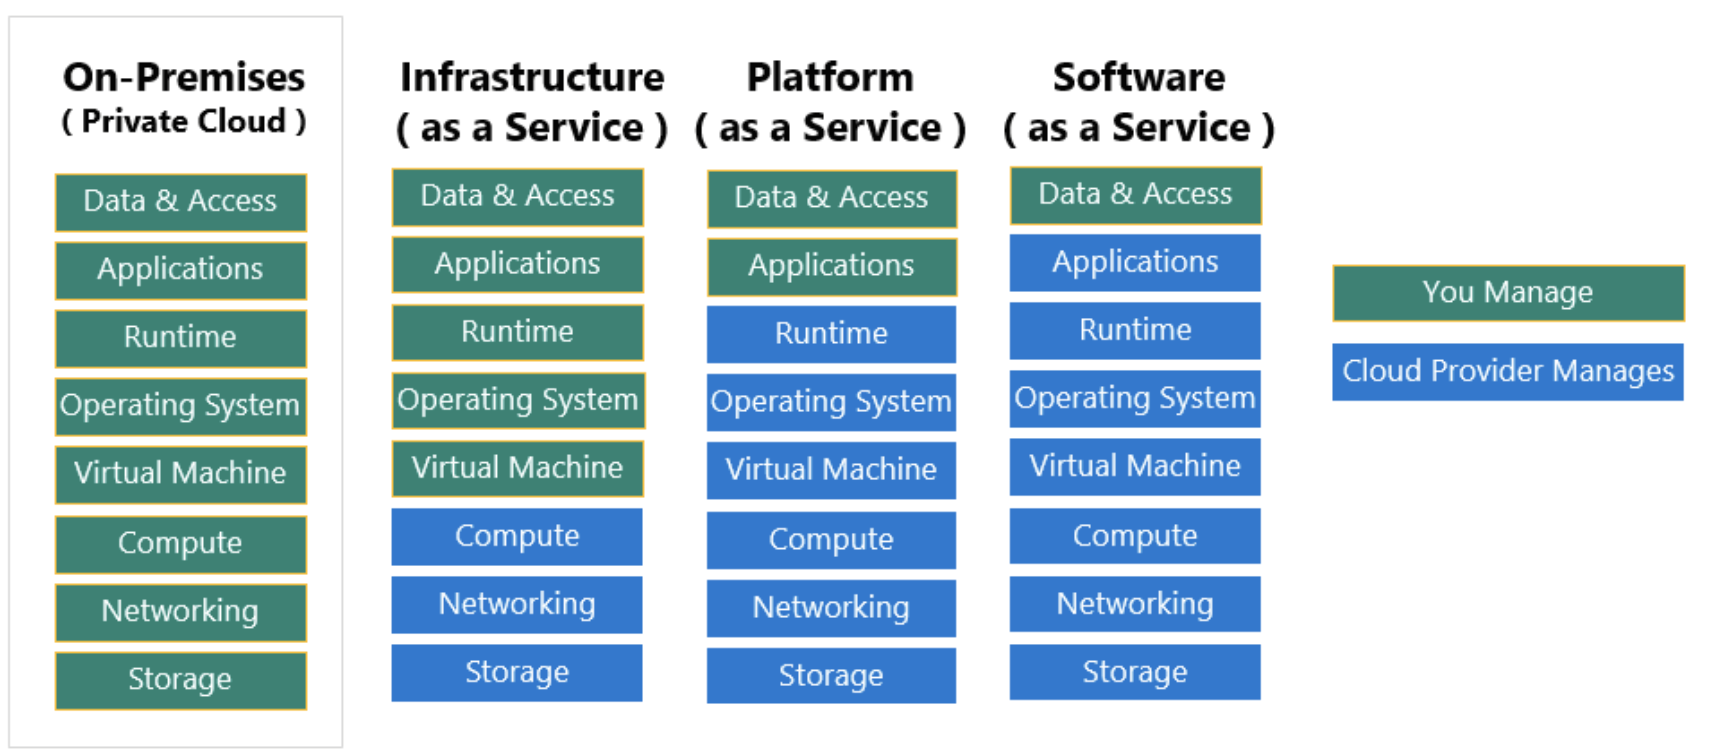 On-Premises
( Private Cloud )
Data & Access
Applications
Runtime
Operating System
Virtual Machine
Compute
Networking
Storage
Infrastructure
( as a Service )
Data & Access
Applications
Runtime
Operating System
Virtual Machine
Compute
Networking
Storage
Platform
( as a Service )
Data & Access
Applications
Runtime
Operating System
Virtual Machine
Compute
Networking
Storage
Software
( as a Service )
Data & Access
Applications
Runtime
Operating System
Virtual Machine
Compute
Networking
Storage
You Manage
Cloud Provider Manages